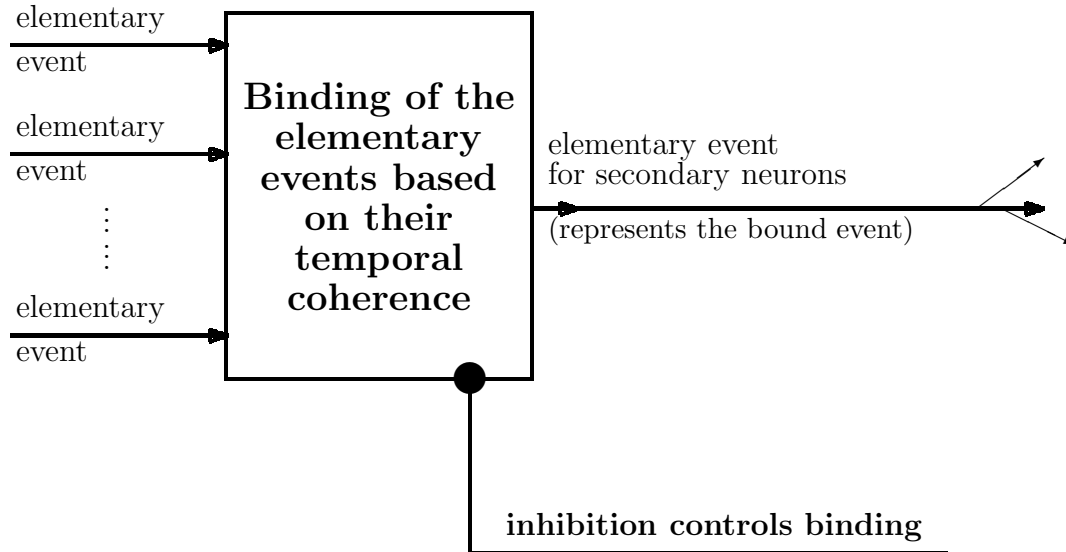 elementary
event
elementary
event
elementary
event
Binding of the
elementary
events based
on their
temporal
coherence
elementary event
for secondary neurons
(represents the bound event)
inhibition controls binding